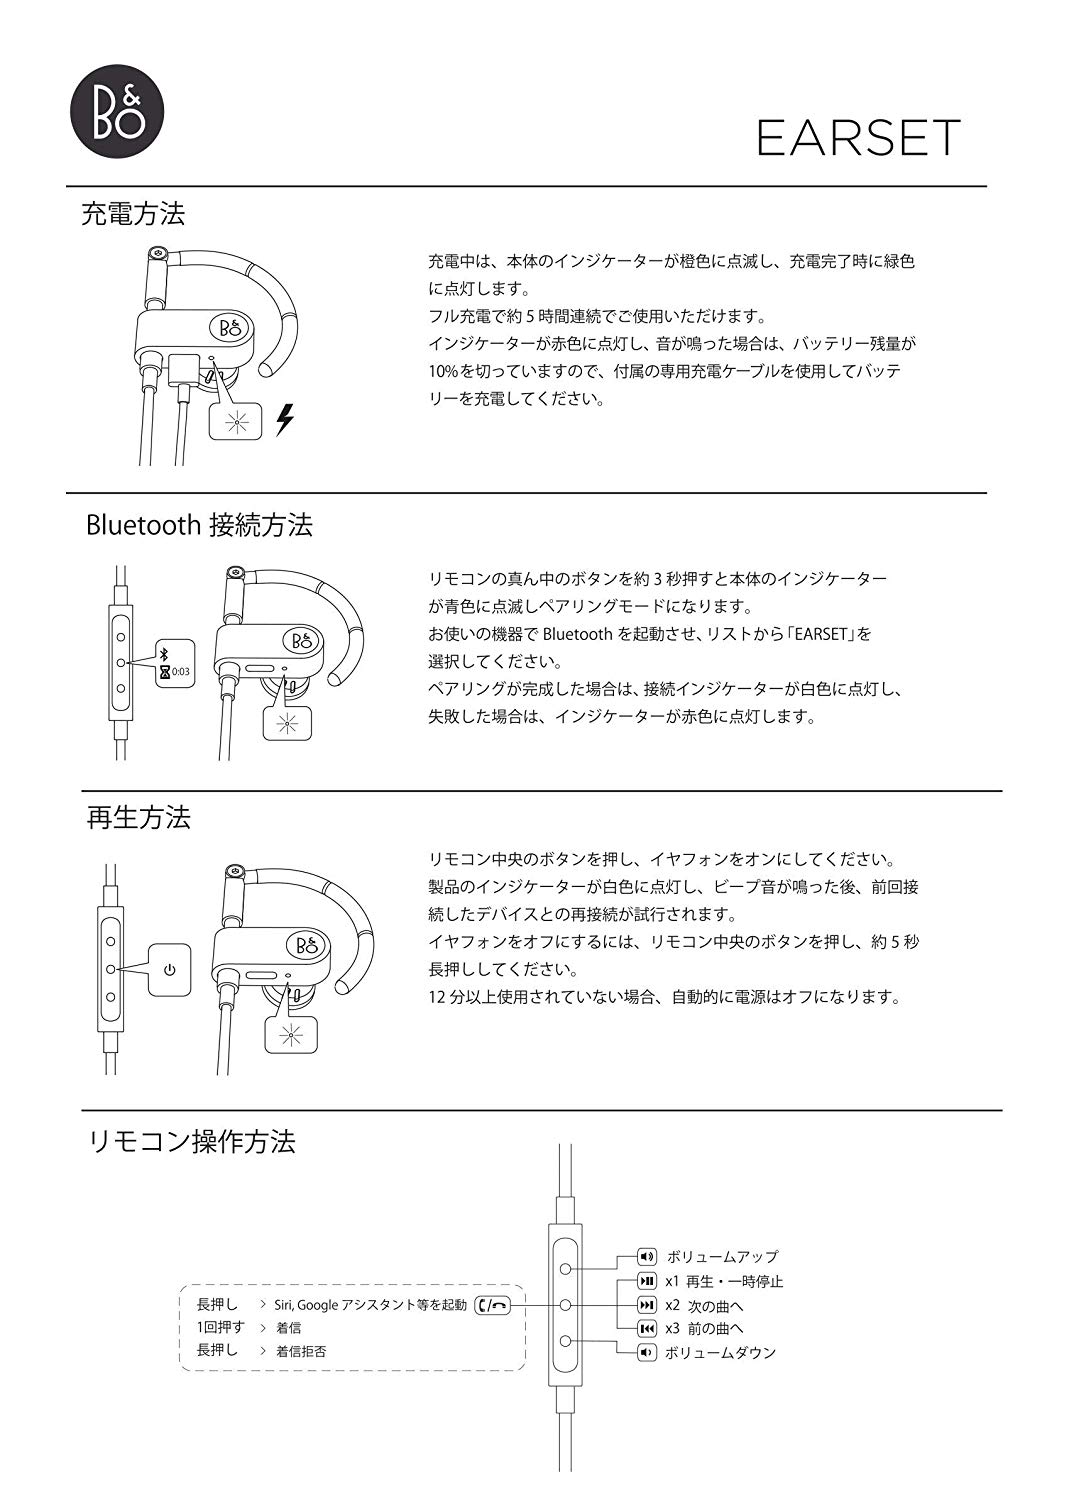 B&O
EARSET
充電方法
充電中は、本体のインジケーターが橙色に点滅し、充電完了時に緑色
に点灯します。
フル充電で約 5 時間連続でご使用いただけます。
インジケーターが赤色に点灯し、音が鳴った場合は、バッテリー残量が
10%を切っていますので、付属の専用充電ケーブルを使用してバッテ
リーを充電してください。
B&O
Bluetooth 接続方法
リモコンの真ん中のボタンを約 3 秒押すと本体のインジケーター
が青色に点滅しペアリングモードになります。
お使いの機器で Bluetooth を起動させ、リストから「EARSET」を
選択してください。
ペアリングが完成した場合は、接続インジケーターが白色に点灯し、
失敗した場合は、インジケーターが赤色に点灯します。
B&O
0:03
再生方法
リモコン中央のボタンを押し、イヤフォンをオンにしてください。
製品のインジケーターが白色に点灯し、ビープ音が鳴った後、前回接
続したデバイスとの再接続が試行されます。
イヤフォンをオフにするには、リモコン中央のボタンを押し、約 5 秒
長押ししてください。
12 分以上使用されていない場合、自動的に電源はオフになります。
B&O
リモコン操作方法
長押し > Siri, Google アシスタント等を起動
1回押す > 着信
長押し > 着信拒否
ボリュームアップ
x1 再生・一時停止
x2 次の曲へ
x3 前の曲へ
ボリュームダウン